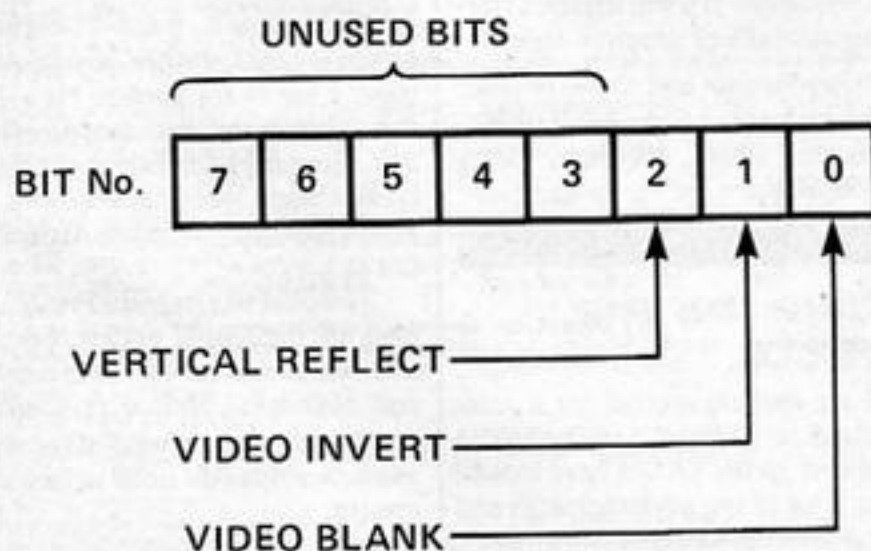 UNUSED BITS
BIT No. 7 6 5 4 3 2 1 0
VERTICAL REFLECT
VIDEO INVERT
VIDEO BLANK